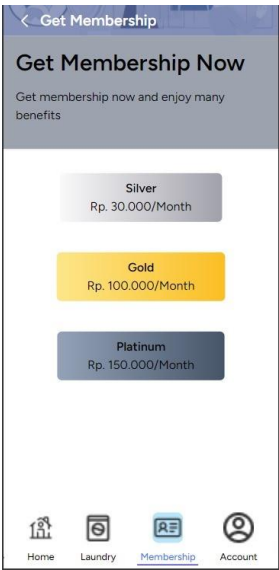 Get Membership
Get Membership Now
Get membership now and enjoy many
benefits
Silver
Rp. 30.000/Month
Gold
Rp. 100.000/Month
Platinum
Rp. 150.000/Month
Home Laundry Membership Account